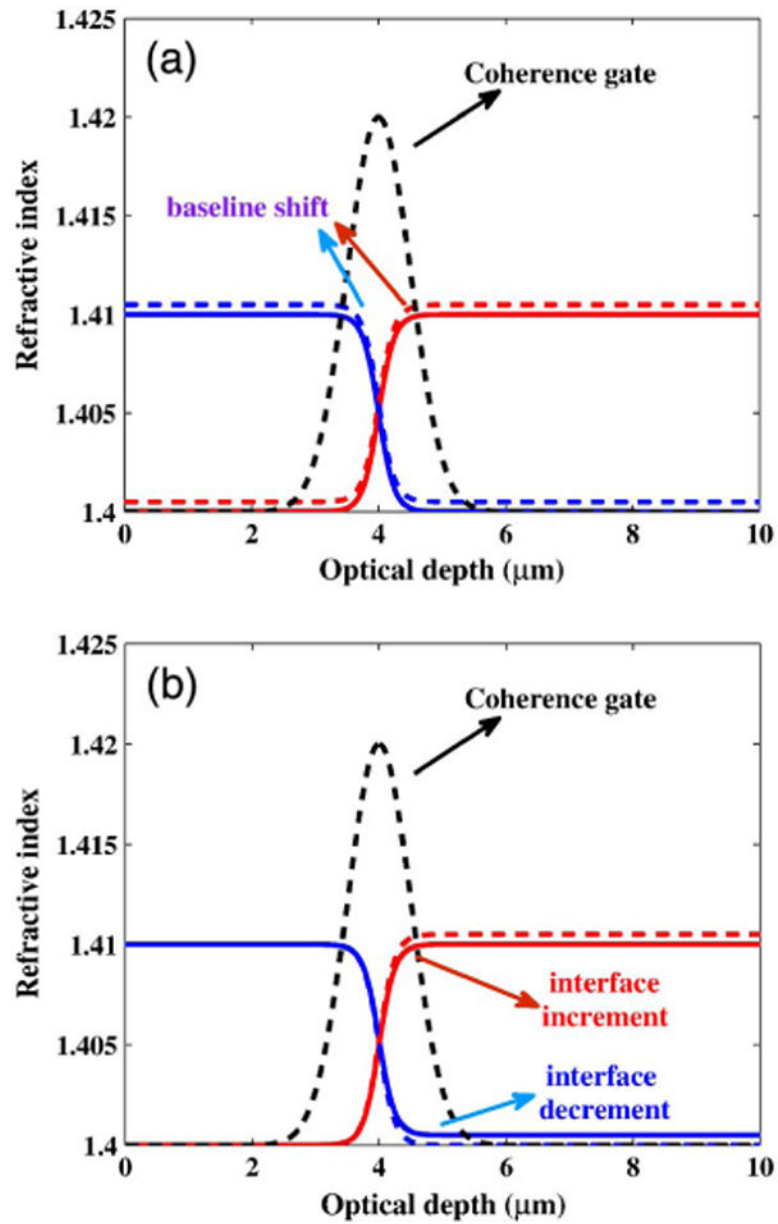 (a)
Coherence gate
baseline shift
Refractive index
1.425
1.42
1.415
1.41
1.405
1.4
0 2 4 6 8 10
Optical depth (μm)
(b)
Coherence gate
interface
increment
interface
decrement
Refractive index
1.425
1.42
1.415
1.41
1.405
1.4
0 2 4 6 8 10
Optical depth (μm)